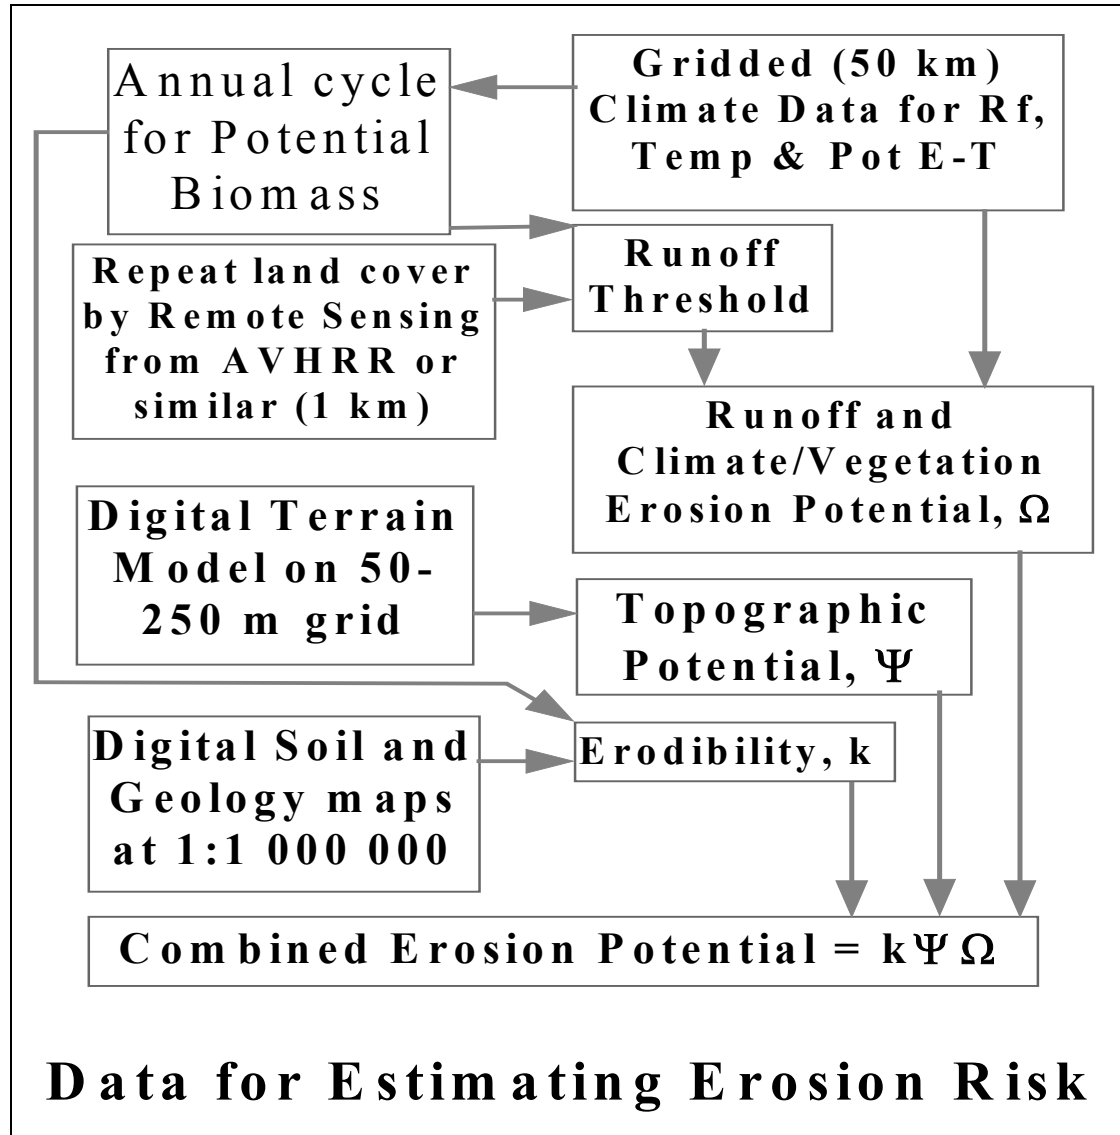 Annual cycle
for Potential
Biomass
Gridded (50 km)
Climate Data for Rf,
Temp & Pot E-T
Repeat land cover
by Remote Sensing
from AVHRR or
similar (1 km)
Runoff
Threshold
Runoff and
Climate/Vegetation
Erosion Potential, Ω
Digital Terrain
Model on 50-
250 m grid
Topographic
Potential, Ψ
Digital Soil and
Geology maps
at 1:1 000 000
Erodibility, k
Combined Erosion Potential = kΨΩ
Data for Estimating Erosion Risk